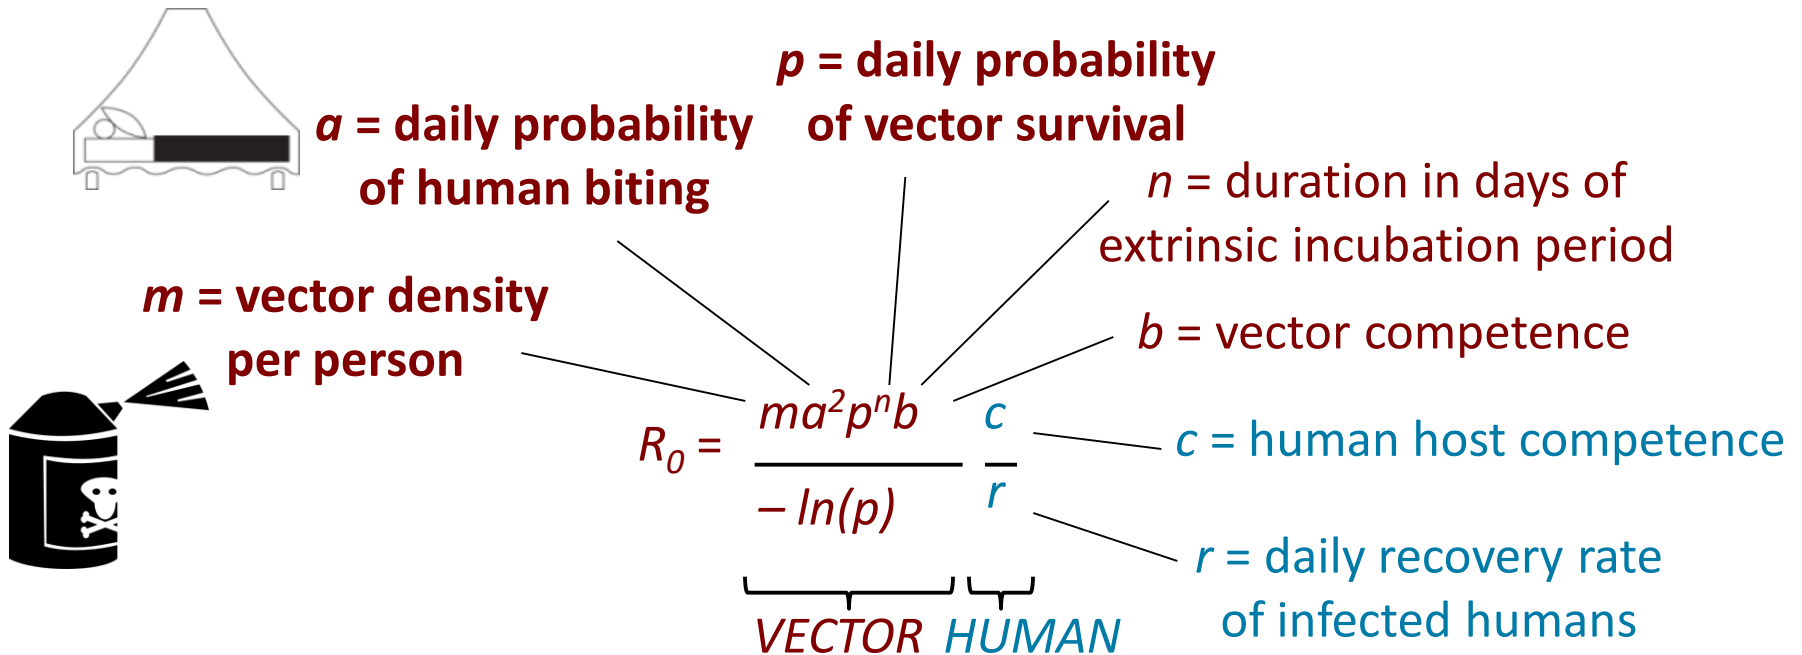 p = daily probability
of vector survival
a = daily probability
of human biting
n = duration in days of
extrinsic incubation period
m = vector density
per person
b = vector competence
R₀ = ma²pⁿb c
– ln(p) r
c = human host competence
r = daily recovery rate
of infected humans
VECTOR HUMAN